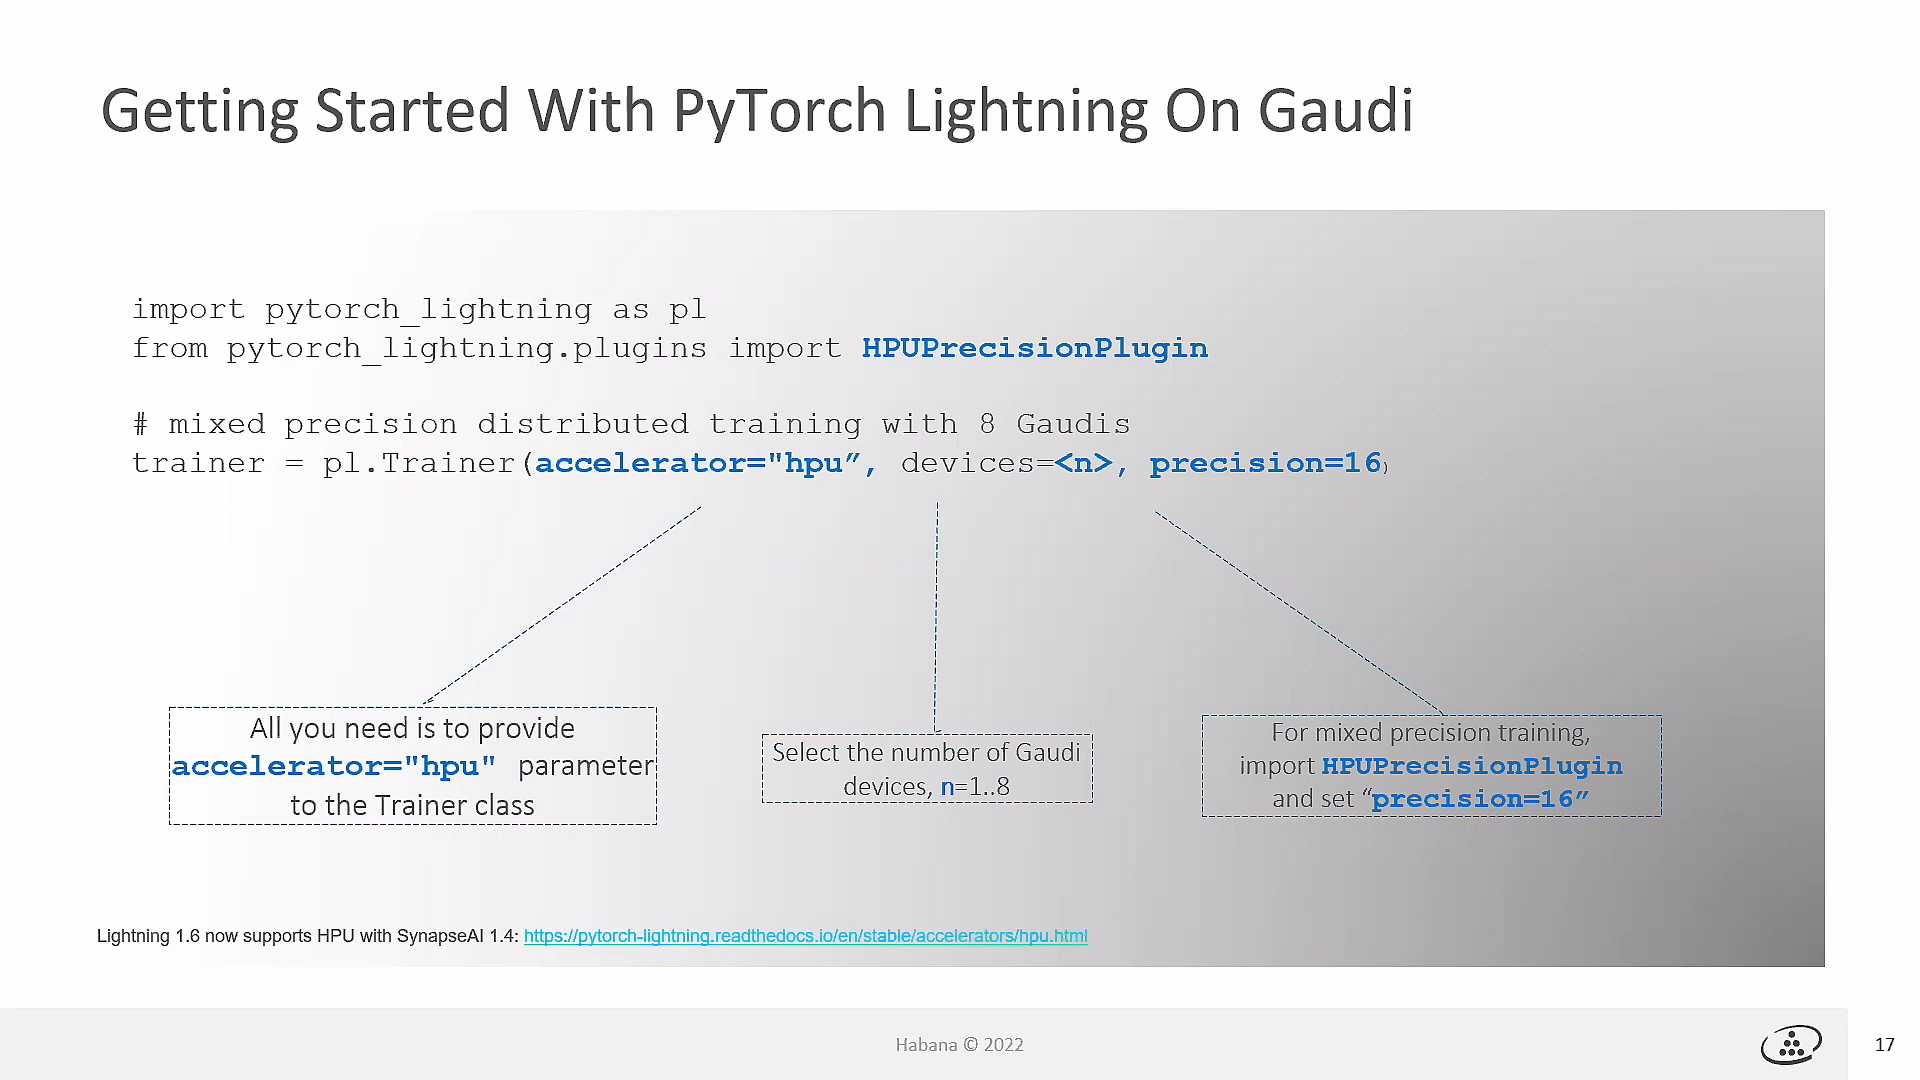 Getting Started With PyTorch Lightning On Gaudi
import pytorch_lightning as pl
from pytorch_lightning.plugins import HPUPrecisionPlugin
# mixed precision distributed training with 8 Gaudis
trainer = pl.Trainer(accelerator="hpu”, devices=<n>, precision=16)
All you need is to provide
accelerator="hpu" parameter
to the Trainer class
Select the number of Gaudi
devices, n=1..8
For mixed precision training,
import HPUPrecisionPlugin
and set “precision=16”
Lightning 1.6 now supports HPU with SynapseAI 1.4: https://pytorch-lightning.readthedocs.io/en/stable/accelerators/hpu.html
Habana © 2022
17